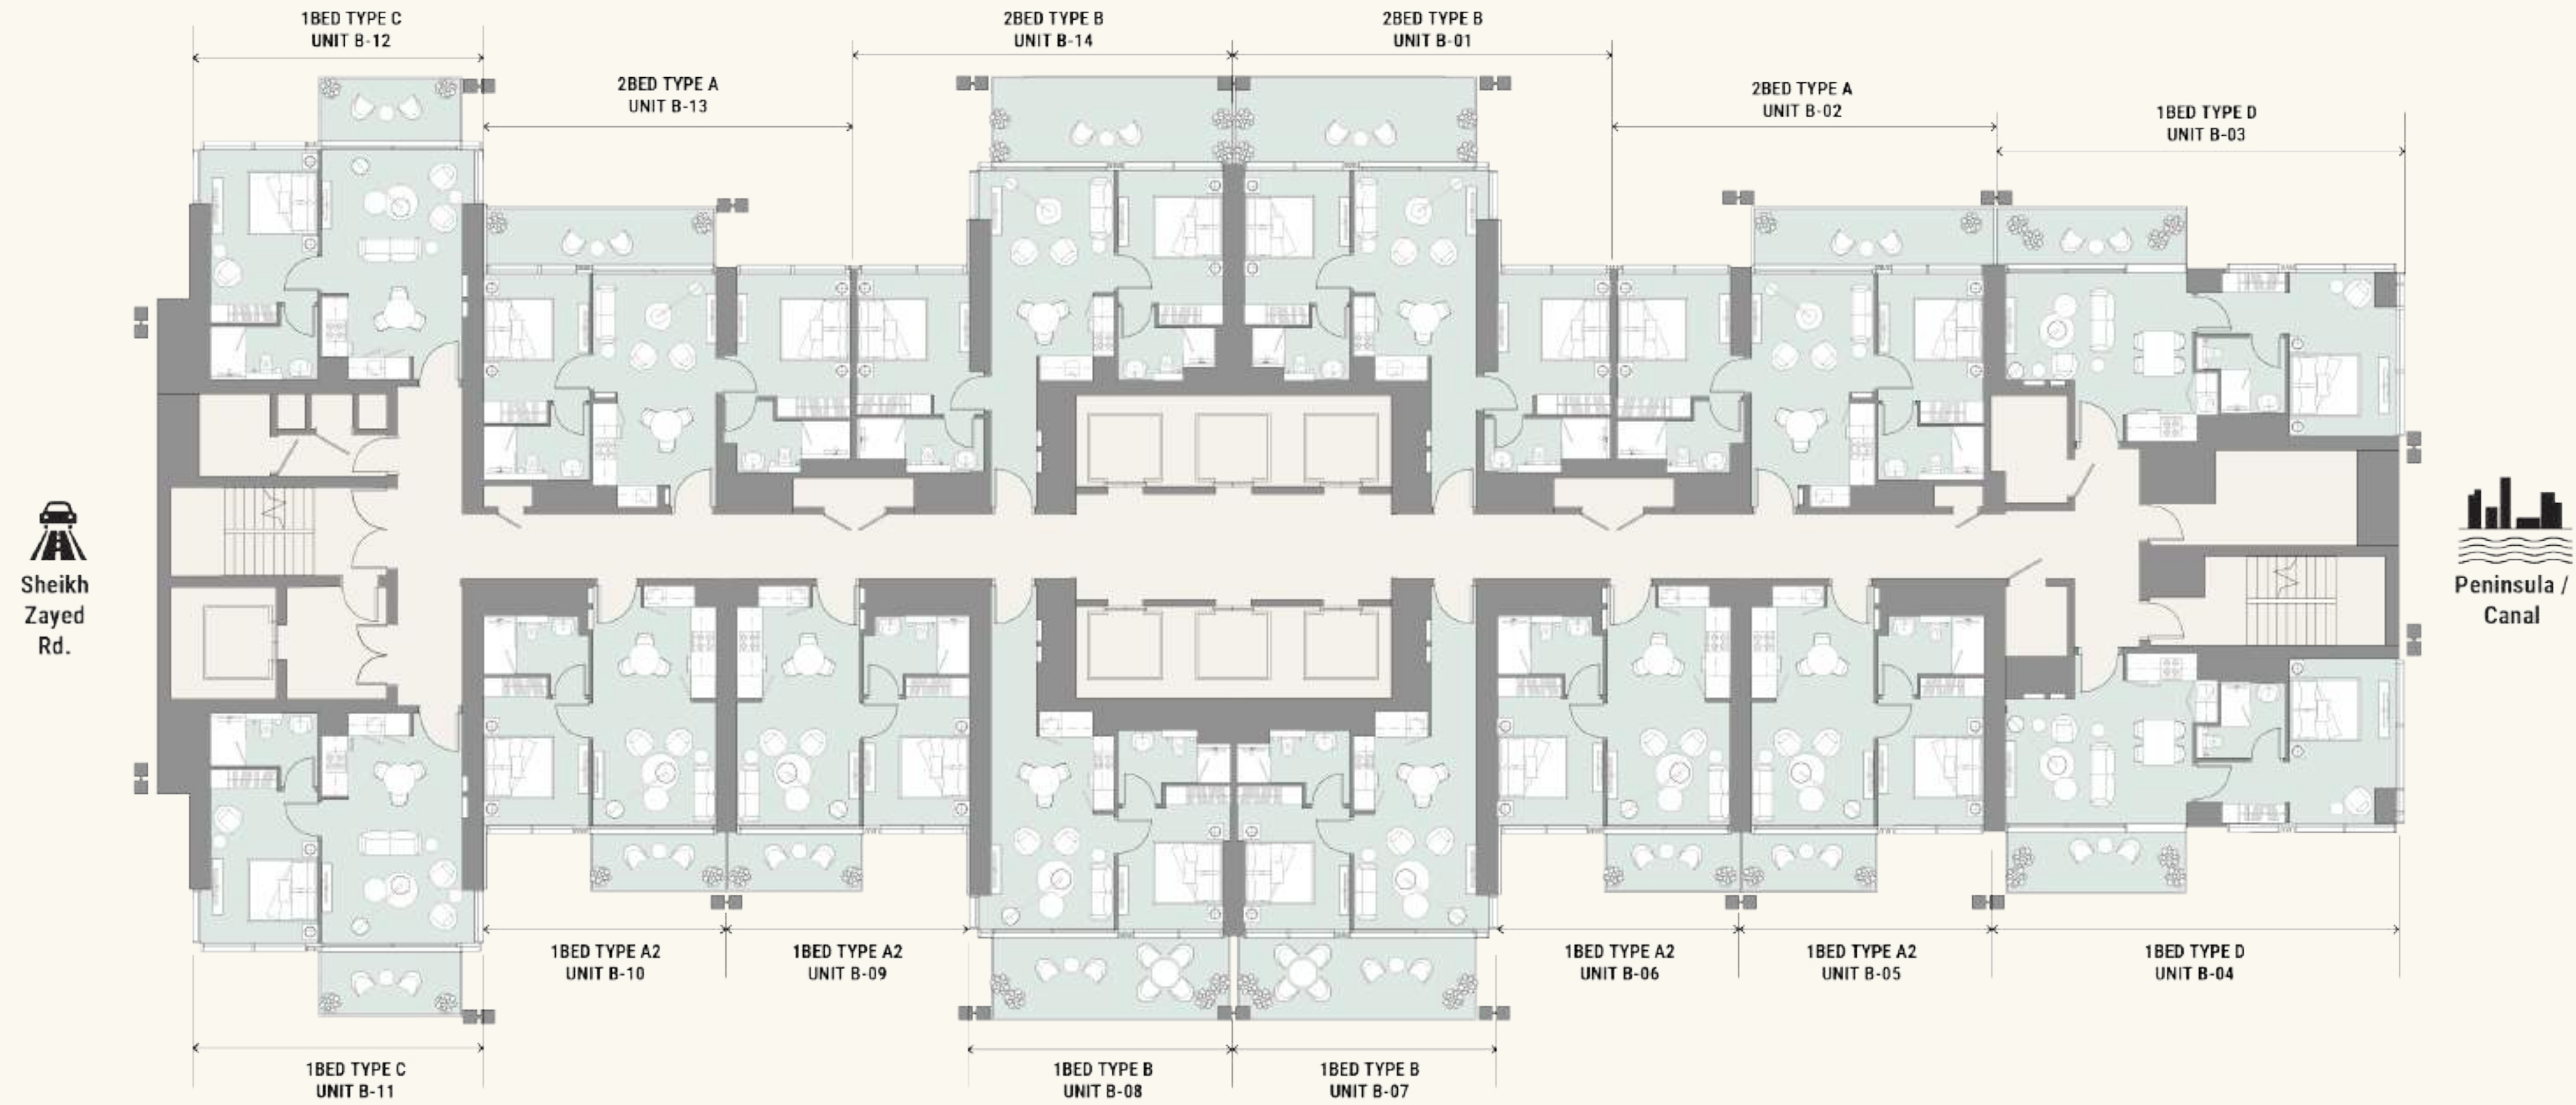 1BED TYPE C
UNIT B-12
2BED TYPE A
UNIT B-13
2BED TYPE B
UNIT B-14
2BED TYPE B
UNIT B-01
2BED TYPE A
UNIT B-02
1BED TYPE D
UNIT B-03
Sheikh
Zayed
Rd.
Peninsula /
Canal
1BED TYPE A2
UNIT B-10
1BED TYPE A2
UNIT B-09
1BED TYPE A2
UNIT B-06
1BED TYPE A2
UNIT B-05
1BED TYPE D
UNIT B-04
1BED TYPE C
UNIT B-11
1BED TYPE B
UNIT B-08
1BED TYPE B
UNIT B-07